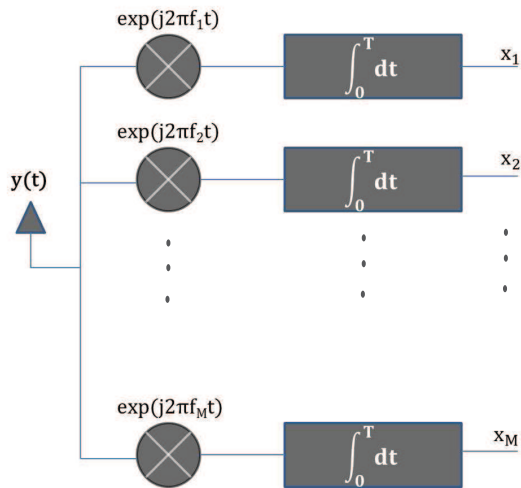 exp(j2πf₁t)
∫₀ᵀ dt
x₁
exp(j2πf₂t)
∫₀ᵀ dt
x₂
y(t)
exp(j2πf_Mt)
∫₀ᵀ dt
x_M